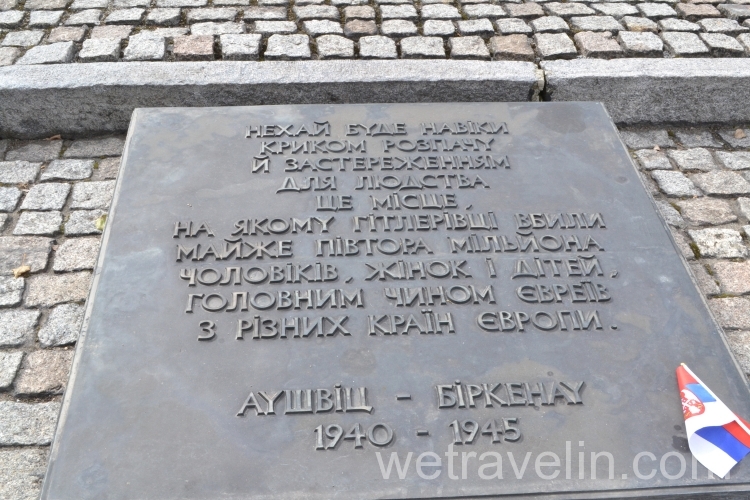 НЕХАЙ БУДЕ НАВІКИ
КРИКОМ РОЗПАЧУ
Й ЗАСТЕРЕЖЕННЯМ
ДЛЯ ЛЮДСТВА
ЦЕ МІСЦЕ,
НА ЯКОМУ ГІТЛЕРІВЦІ ВБИЛИ
МАЙЖЕ ПІВТОРА МІЛЬЙОНА
ЧОЛОВІКІВ, ЖІНОК І ДІТЕЙ,
ГОЛОВНИМ ЧИНОМ ЄВРЕЇВ
З РІЗНИХ КРАЇН ЄВРОПИ.
АУШВІЦ - БІРКЕНАУ
1940 - 1945
wetravelin.com